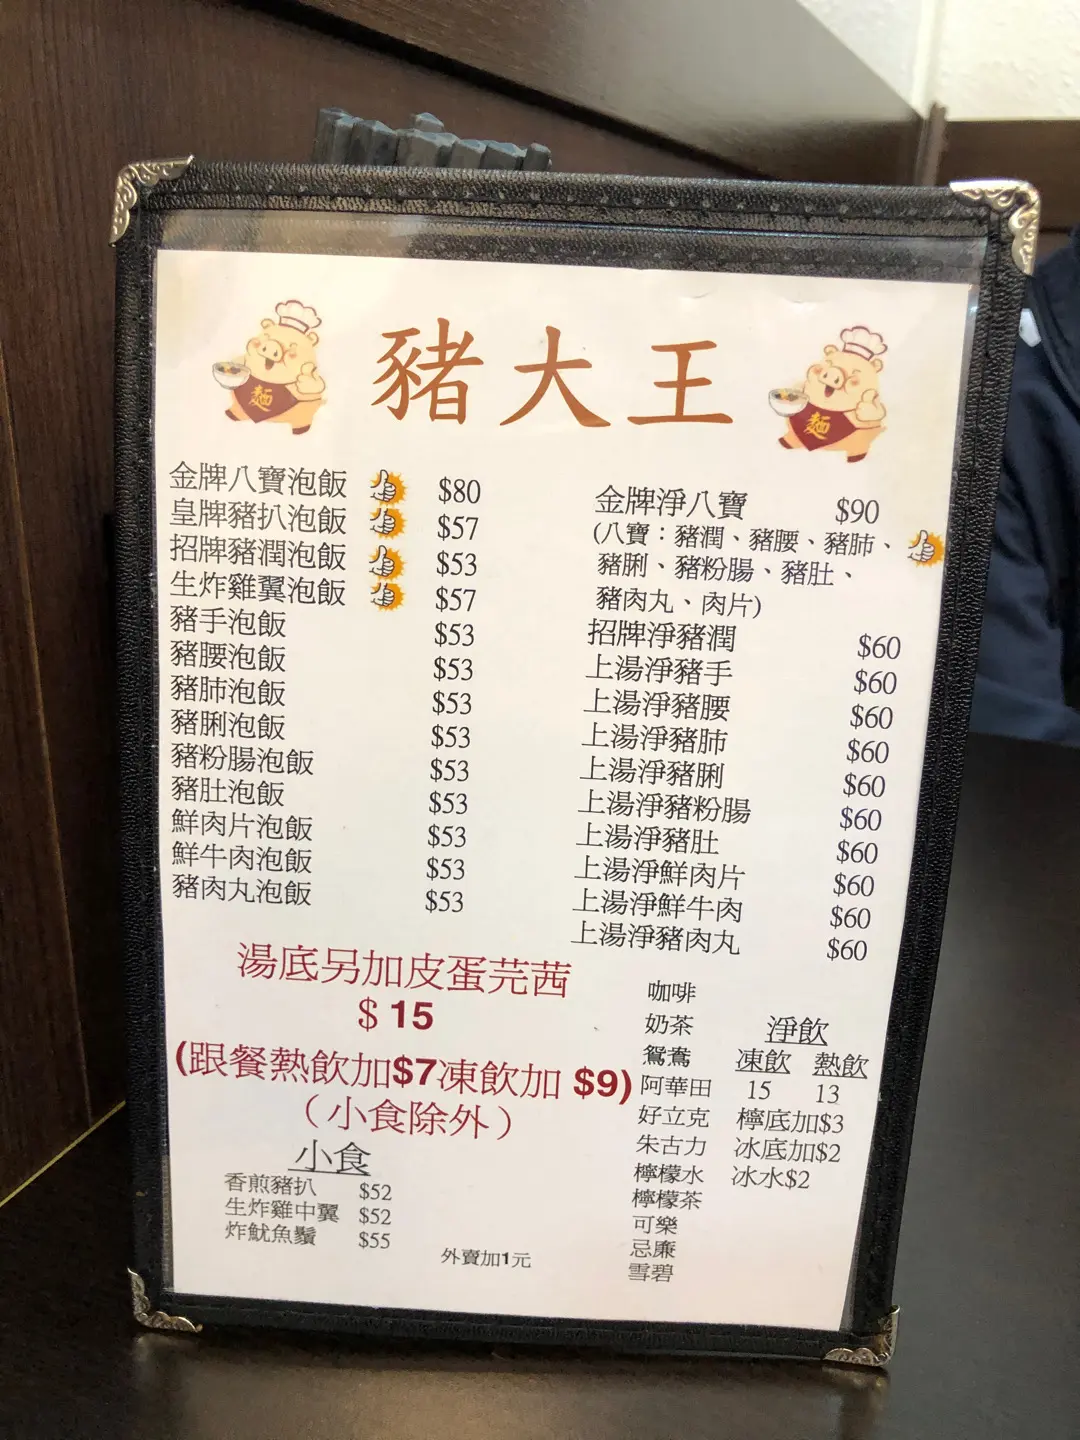 豬大王
麵
麵
金牌八寶泡飯 $80
皇牌豬扒泡飯 $57
招牌豬潤泡飯 $53
生炸雞翼泡飯 $57
豬手泡飯 $53
豬腰泡飯 $53
豬肺泡飯 $53
豬脷泡飯 $53
豬粉腸泡飯 $53
豬肚泡飯 $53
鮮肉片泡飯 $53
鮮牛肉泡飯 $53
豬肉丸泡飯 $53
金牌淨八寶 $90
(八寶：豬潤、豬腰、豬肺、
豬脷、豬粉腸、豬肚、
豬肉丸、肉片)
招牌淨豬潤 $60
上湯淨豬手 $60
上湯淨豬腰 $60
上湯淨豬肺 $60
上湯淨豬脷 $60
上湯淨豬粉腸 $60
上湯淨豬肚 $60
上湯淨鮮肉片 $60
上湯淨鮮牛肉 $60
上湯淨豬肉丸 $60
湯底另加皮蛋芫茜
$ 15
(跟餐熱飲加$7凍飲加 $9)
（小食除外）
小食
香煎豬扒 $52
生炸雞中翼 $52
炸魷魚鬚 $55
外賣加1元
咖啡
奶茶
鴛鴦
阿華田
好立克
朱古力
檸檬水
檸檬茶
可樂
忌廉
雪碧
淨飲
凍飲 熱飲
15 13
檸底加$3
冰底加$2
冰水$2